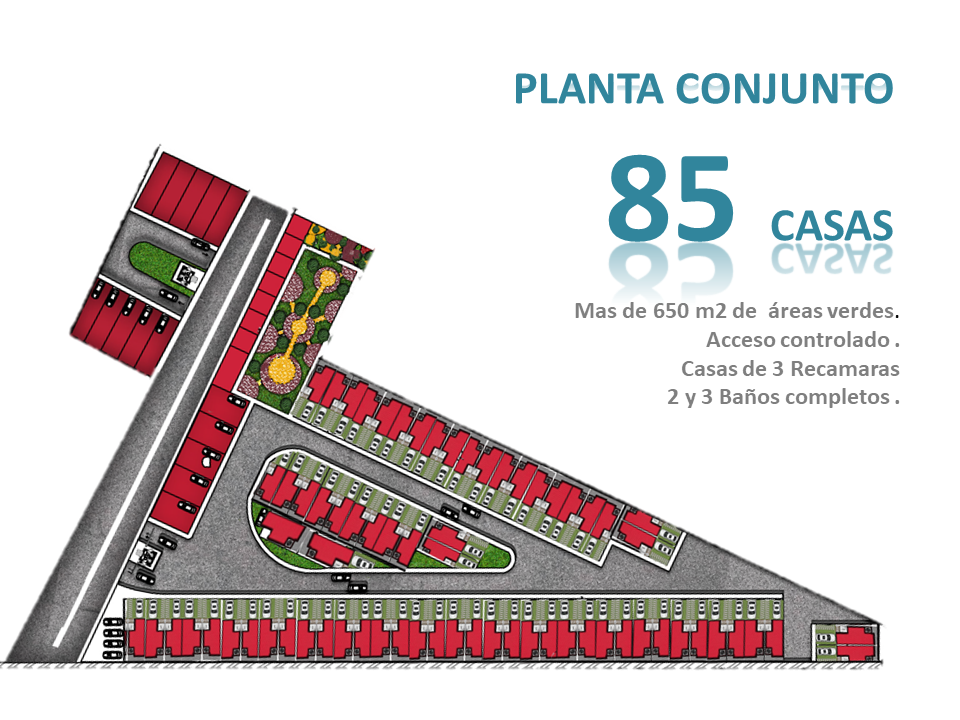 PLANTA CONJUNTO
85 CASAS
Mas de 650 m2 de áreas verdes.
Acceso controlado .
Casas de 3 Recamaras
2 y 3 Baños completos .